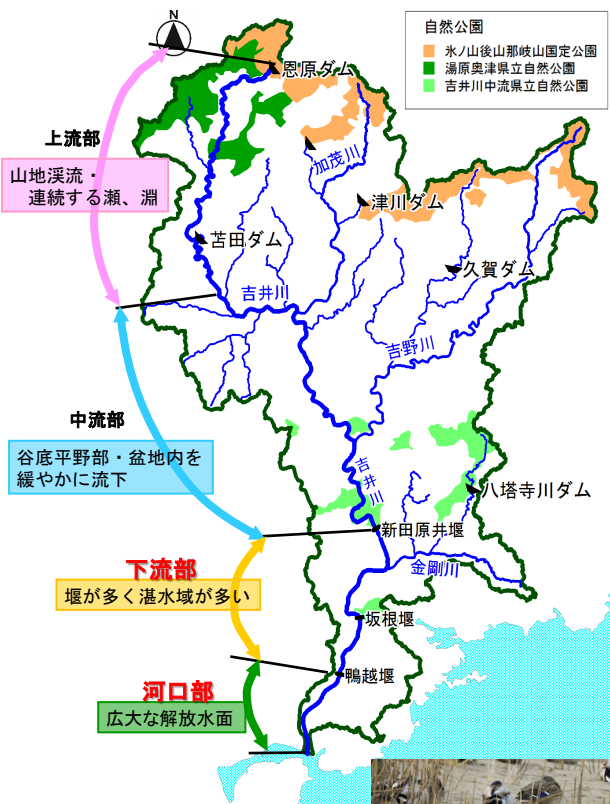 N
自然公園
氷ノ山後山那岐山国定公園
湯原奥津県立自然公園
吉井川中流県立自然公園
恩原ダム
上流部
加茂川
山地渓流・
連続する瀬、淵
津川ダム
苫田ダム
久賀ダム
吉井川
吉野川
中流部
谷底平野部・盆地内を
緩やかに流下
吉井川
八塔寺川ダム
新田原井堰
金剛川
下流部
堰が多く湛水域が多い
坂根堰
鴨越堰
河口部
広大な解放水面